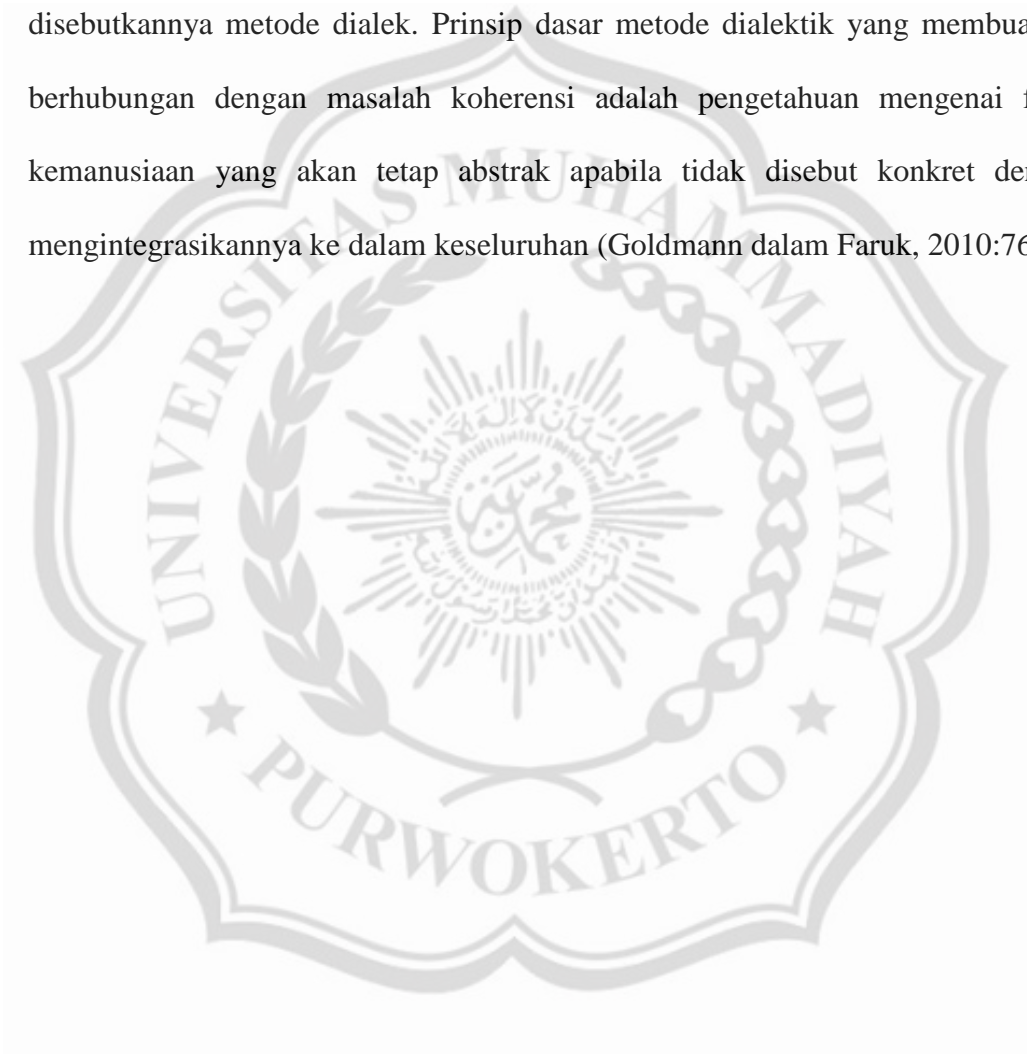 disebutkannya metode dialek. Prinsip dasar metode dialektik yang membua
berhubungan dengan masalah koherensi adalah pengetahuan mengenai f
kemanusiaan yang akan tetap abstrak apabila tidak disebut konkret der
mengintegrasikannya ke dalam keseluruhan (Goldmann dalam Faruk, 2010:76
UNIVERSITAS MUHAMMADIYAH
PURWOKERTO